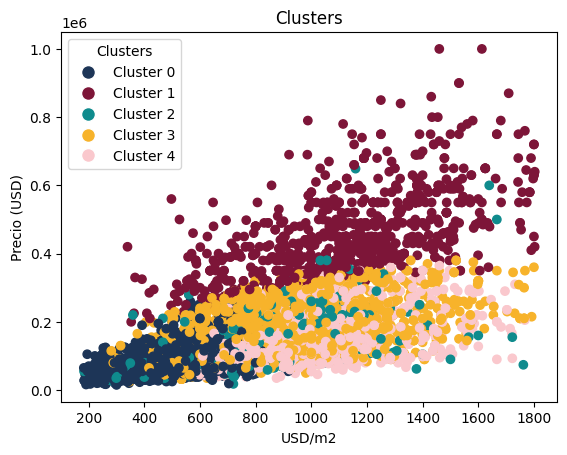 Clusters
1e6
Clusters
Cluster 0
Cluster 1
Cluster 2
Cluster 3
Cluster 4
Precio (USD)
1.0
0.8
0.6
0.4
0.2
0.0
200 400 600 800 1000 1200 1400 1600 1800
USD/m2